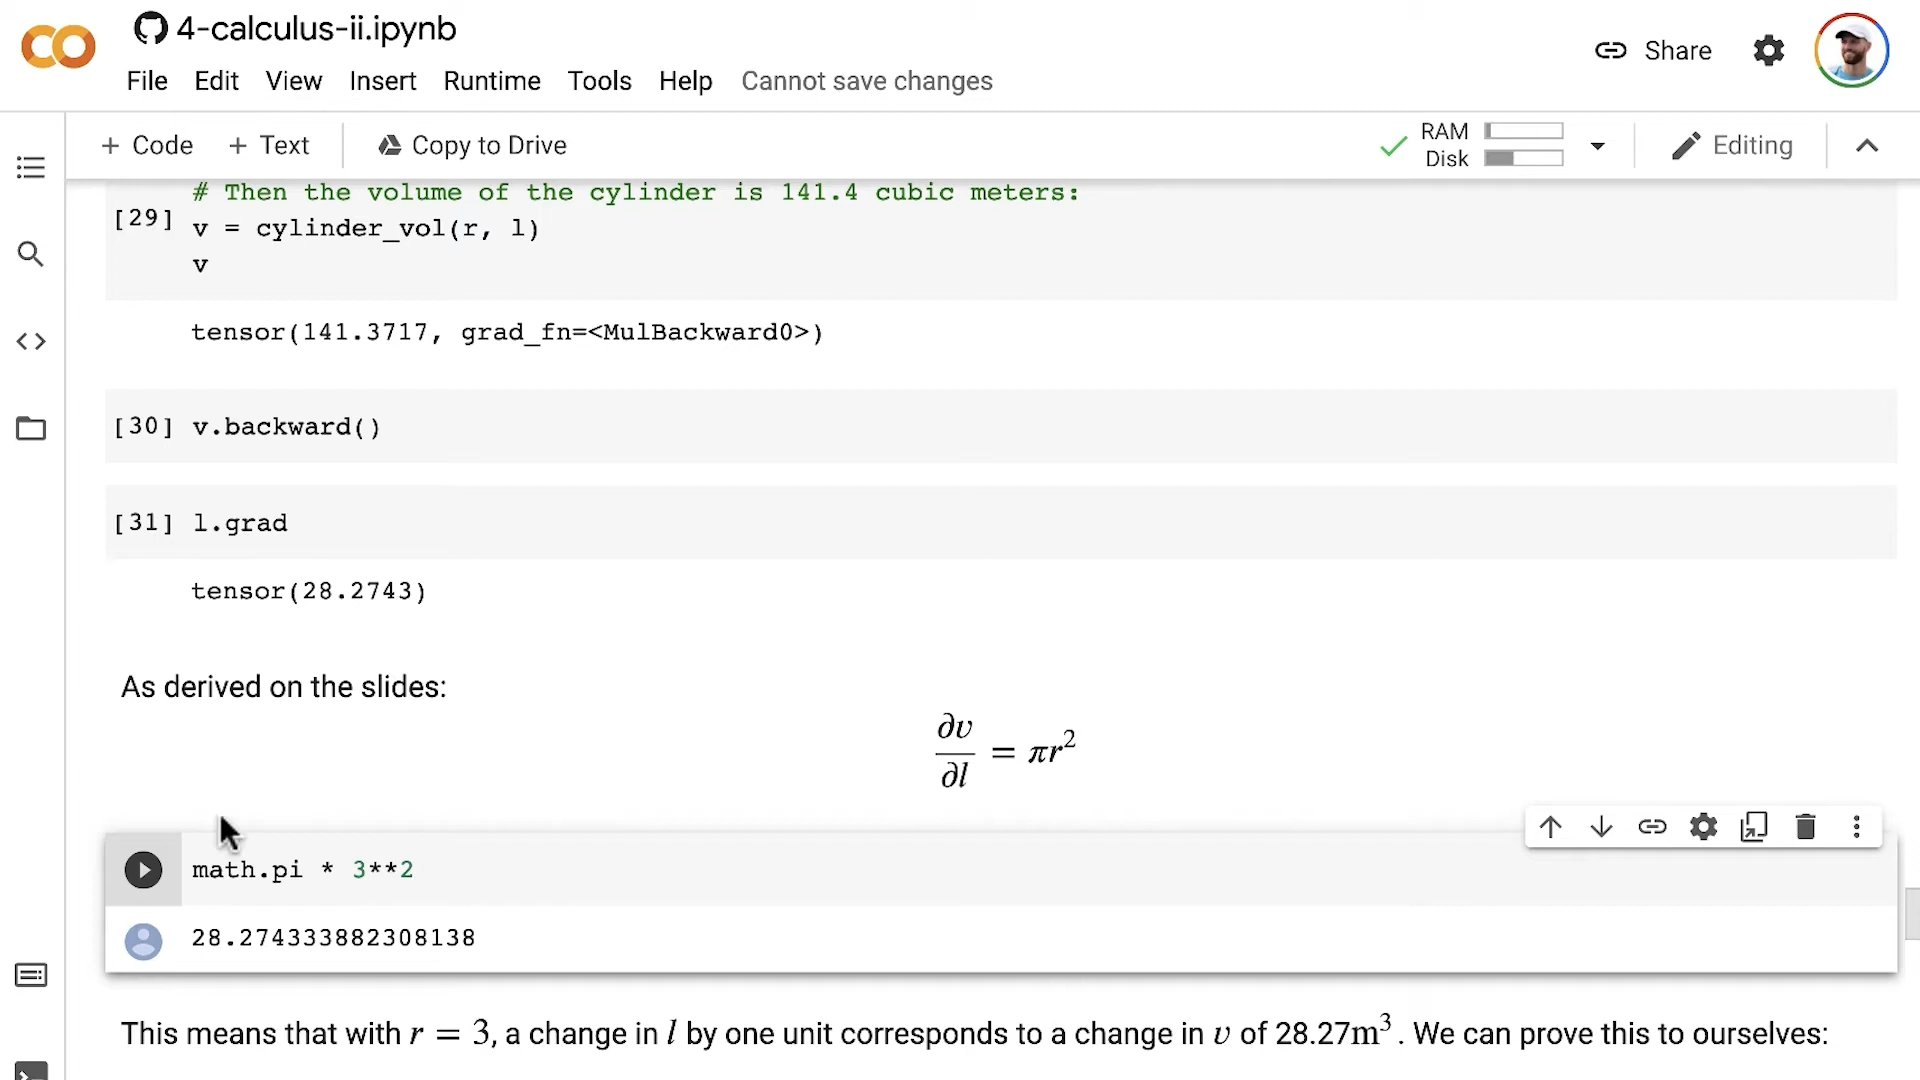 4-calculus-ii.ipynb
File Edit View Insert Runtime Tools Help Cannot save changes
Share
+ Code + Text Copy to Drive
RAM
Disk
Editing
# Then the volume of the cylinder is 141.4 cubic meters:
[29] v = cylinder_vol(r, l)
v
tensor(141.3717, grad_fn=<MulBackward0>)
[30] v.backward()
[31] l.grad
tensor(28.2743)
As derived on the slides:
∂v/∂l = πr²
math.pi * 3**2
28.274333882308138
This means that with r = 3, a change in l by one unit corresponds to a change in v of 28.27m³. We can prove this to ourselves: